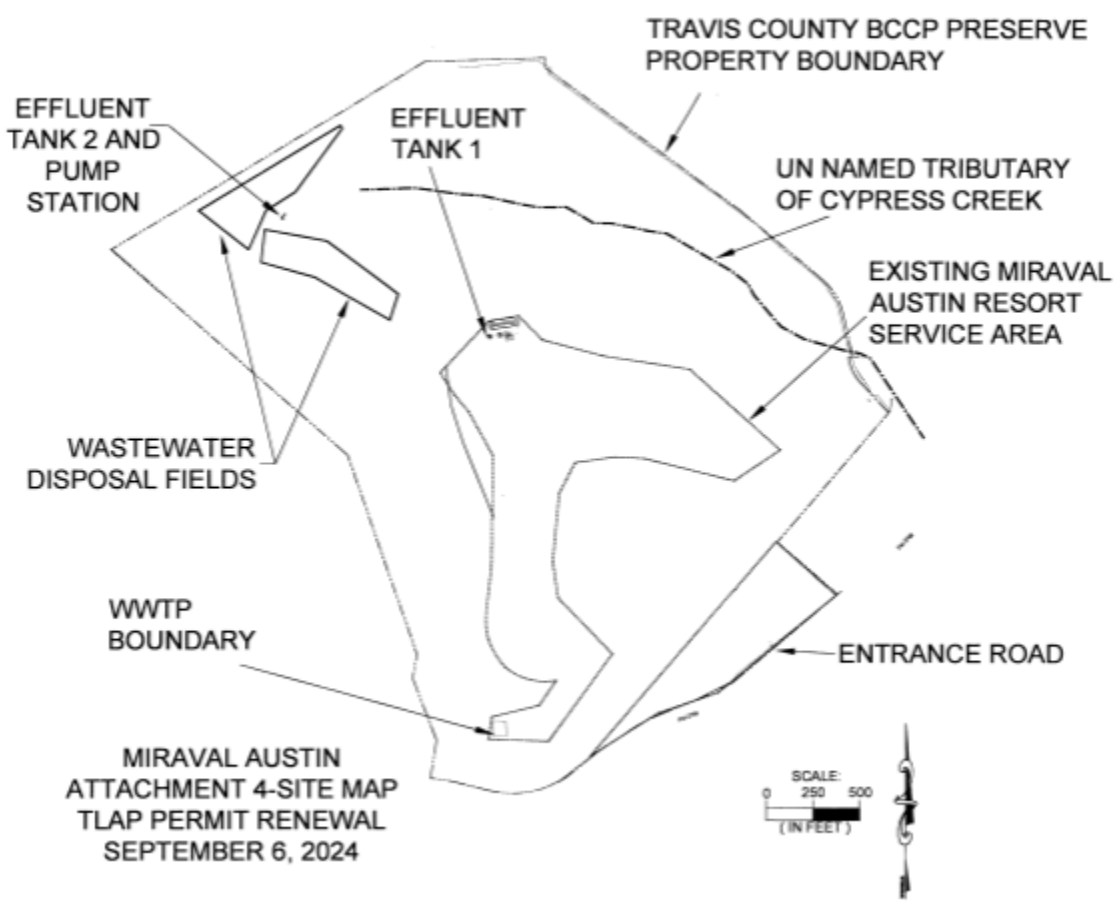 TRAVIS COUNTY BCCP PRESERVE
PROPERTY BOUNDARY
EFFLUENT
TANK 2 AND
PUMP
STATION
EFFLUENT
TANK 1
UN NAMED TRIBUTARY
OF CYPRESS CREEK
EXISTING MIRAVAL
AUSTIN RESORT
SERVICE AREA
WASTEWATER
DISPOSAL FIELDS
WWTP
BOUNDARY
ENTRANCE ROAD
MIRAVAL AUSTIN
ATTACHMENT 4-SITE MAP
TLAP PERMIT RENEWAL
SEPTEMBER 6, 2024
SCALE:
0 250 500
( IN FEET )